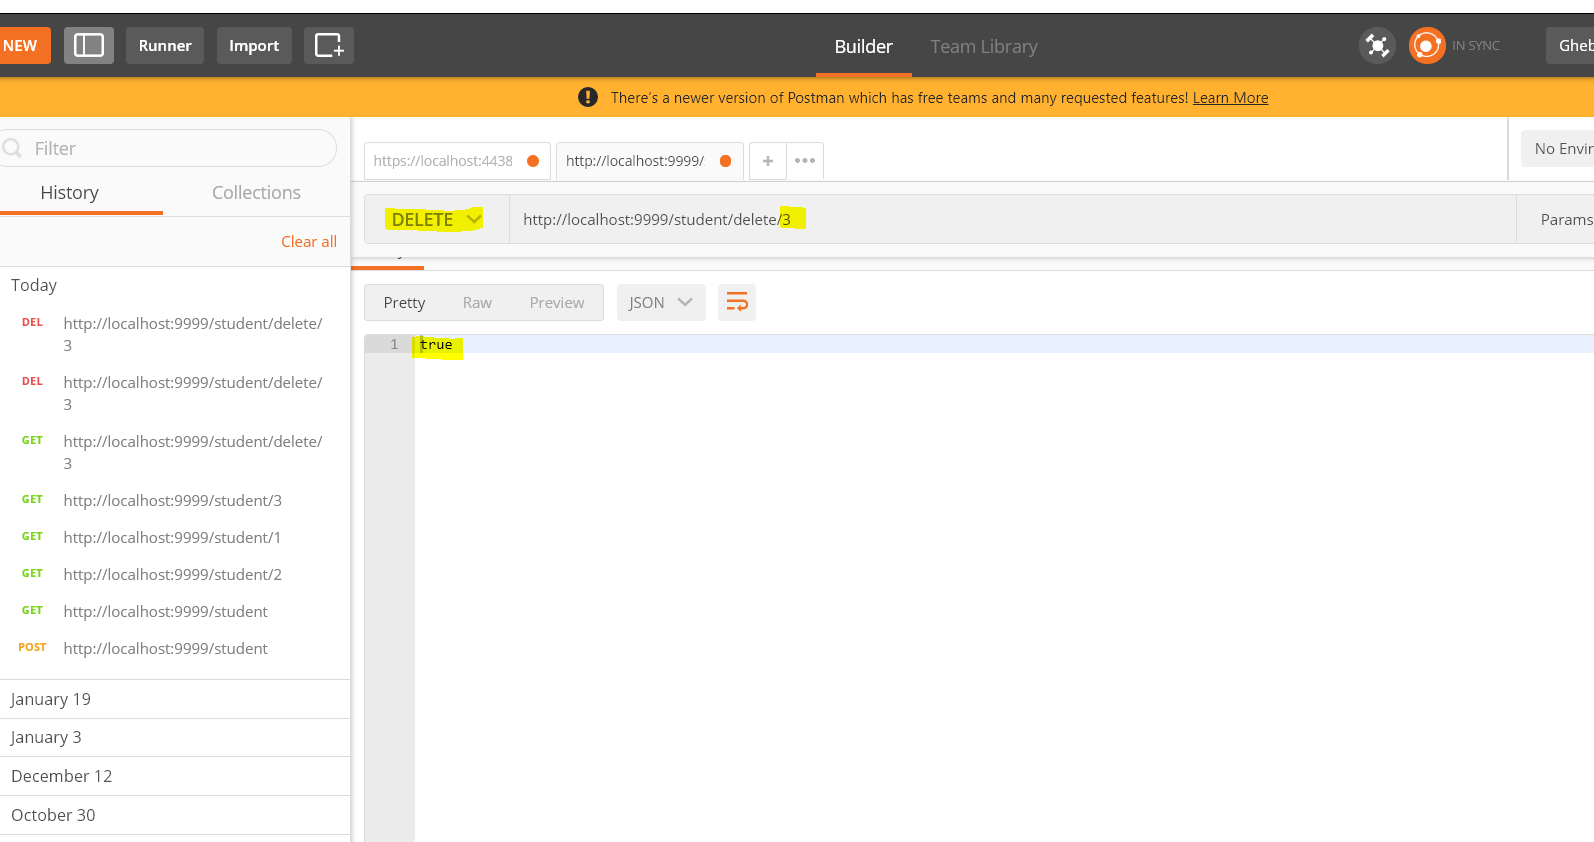 NEW
Runner
Import
Builder
Team Library
IN SYNC
There's a newer version of Postman which has free teams and many requested features! Learn More
Filter
History
Collections
Clear all
Today
DEL http://localhost:9999/student/delete/
3
DEL http://localhost:9999/student/delete/
3
GET http://localhost:9999/student/delete/
3
GET http://localhost:9999/student/3
GET http://localhost:9999/student/1
GET http://localhost:9999/student/2
GET http://localhost:9999/student
POST http://localhost:9999/student
January 19
January 3
December 12
October 30
https://localhost:4438
http://localhost:9999/
DELETE
http://localhost:9999/student/delete/3
Params
Pretty
Raw
Preview
JSON
1 true